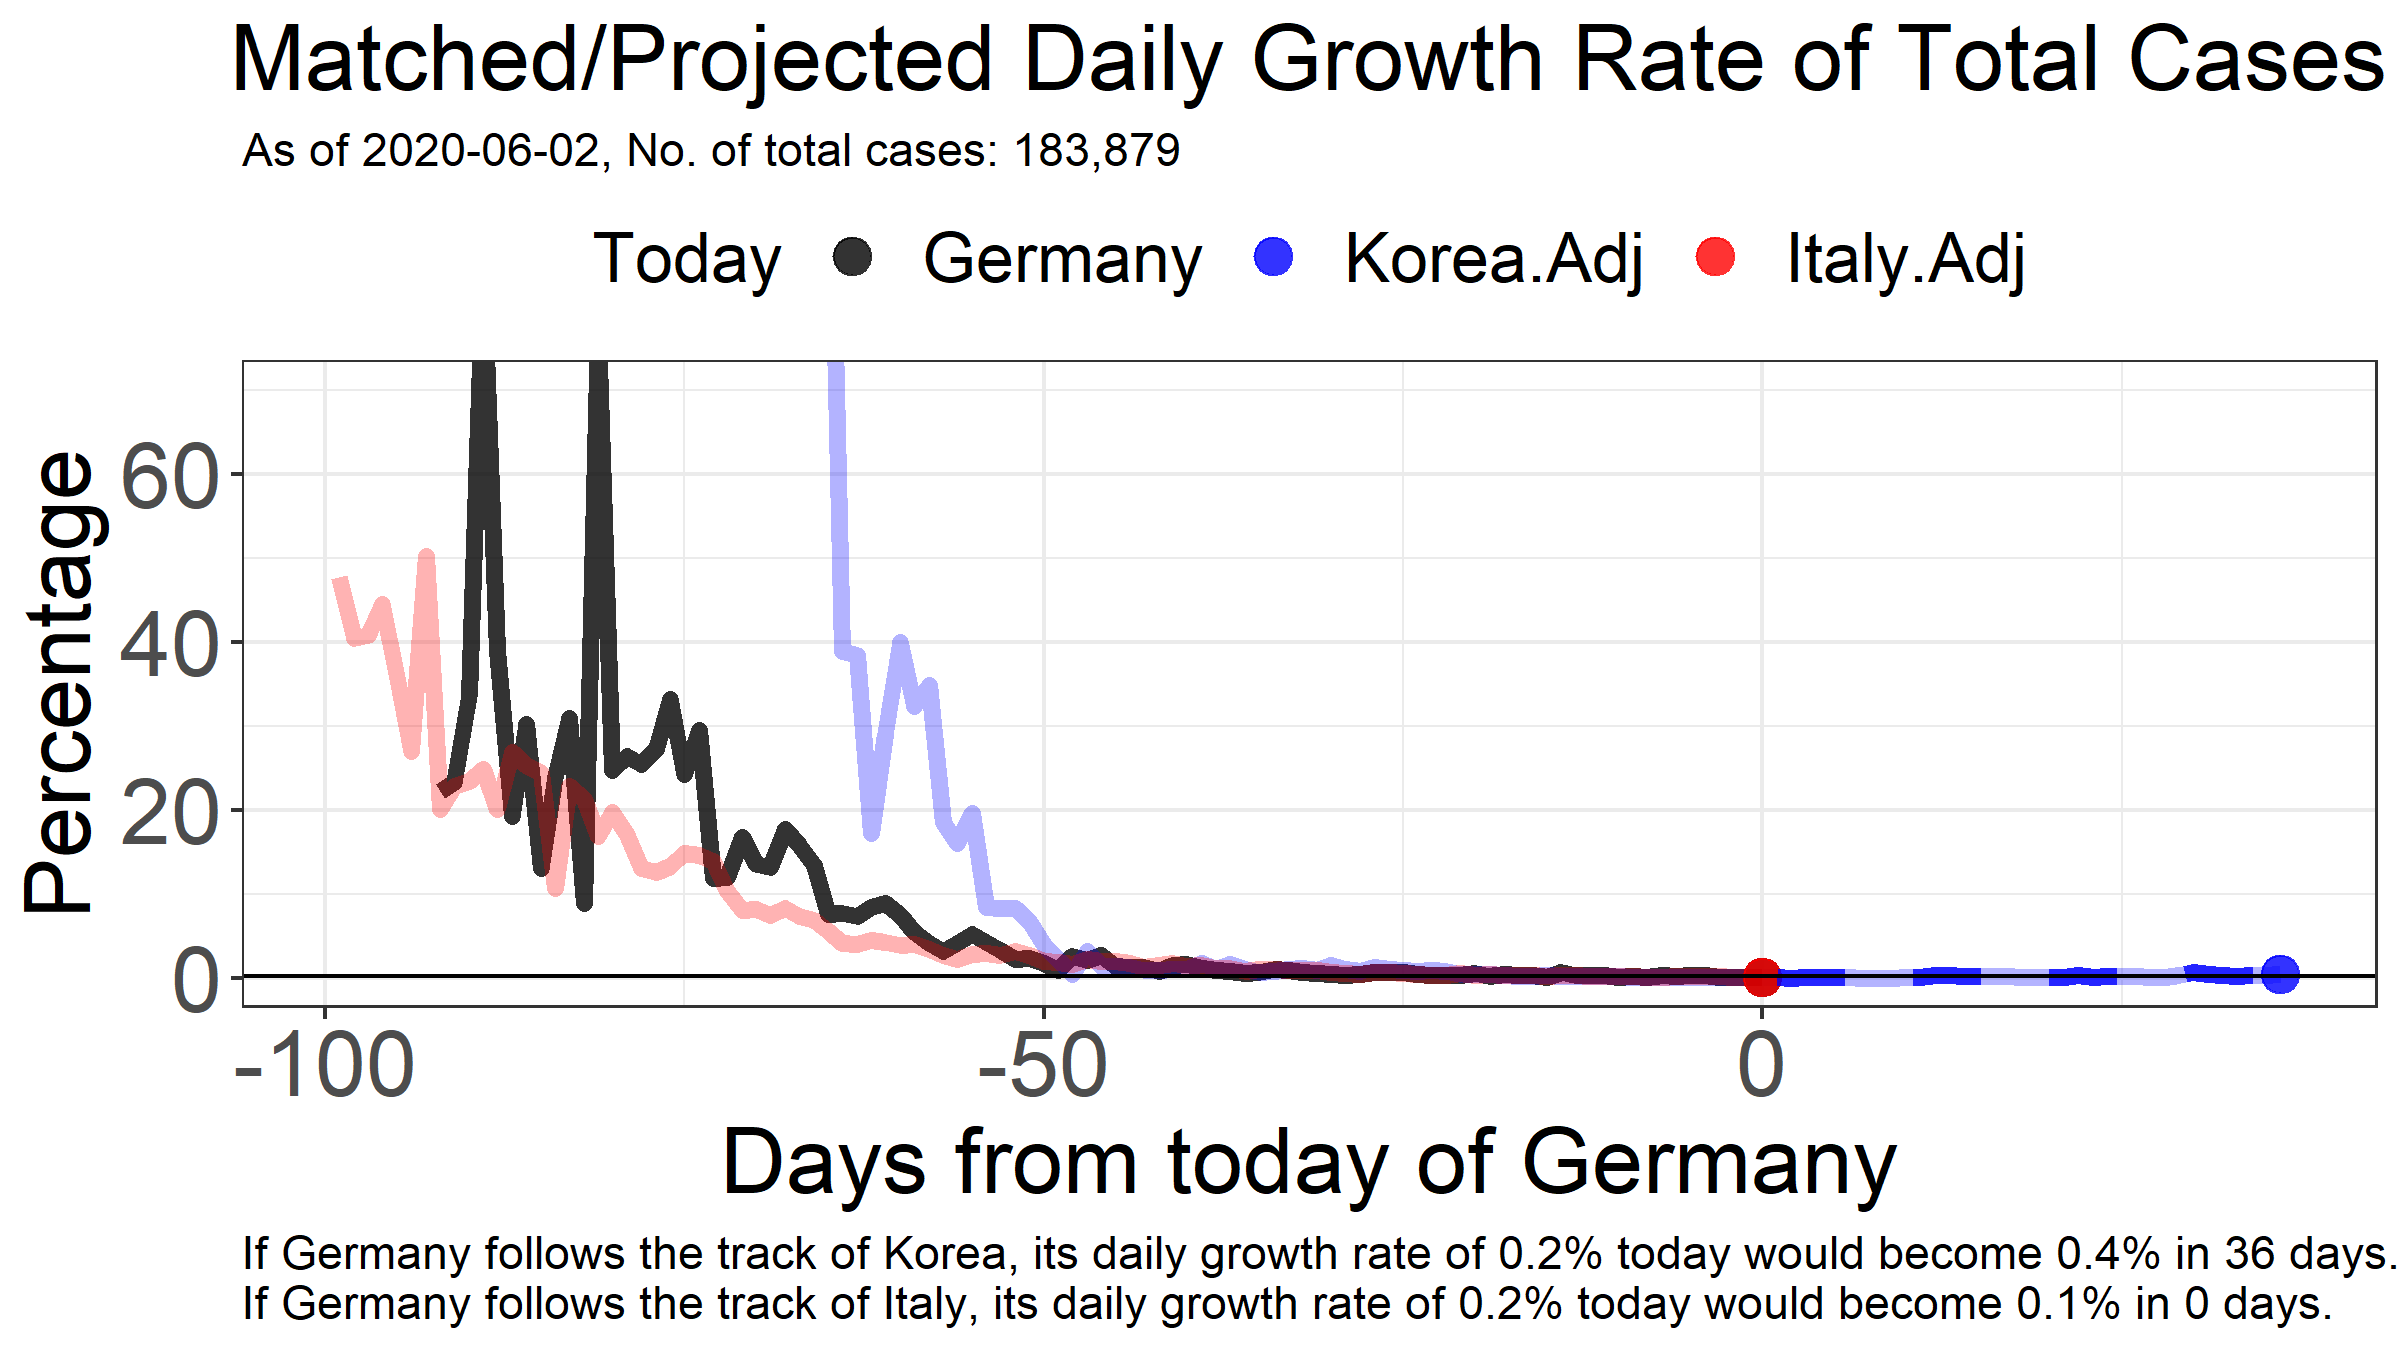 Matched/Projected Daily Growth Rate of Total Cases
As of 2020-06-02, No. of total cases: 183,879
Today Germany Korea.Adj Italy.Adj
Percentage
60
40
20
0
-100 -50 0
Days from today of Germany
If Germany follows the track of Korea, its daily growth rate of 0.2% today would become 0.4% in 36 days.
If Germany follows the track of Italy, its daily growth rate of 0.2% today would become 0.1% in 0 days.